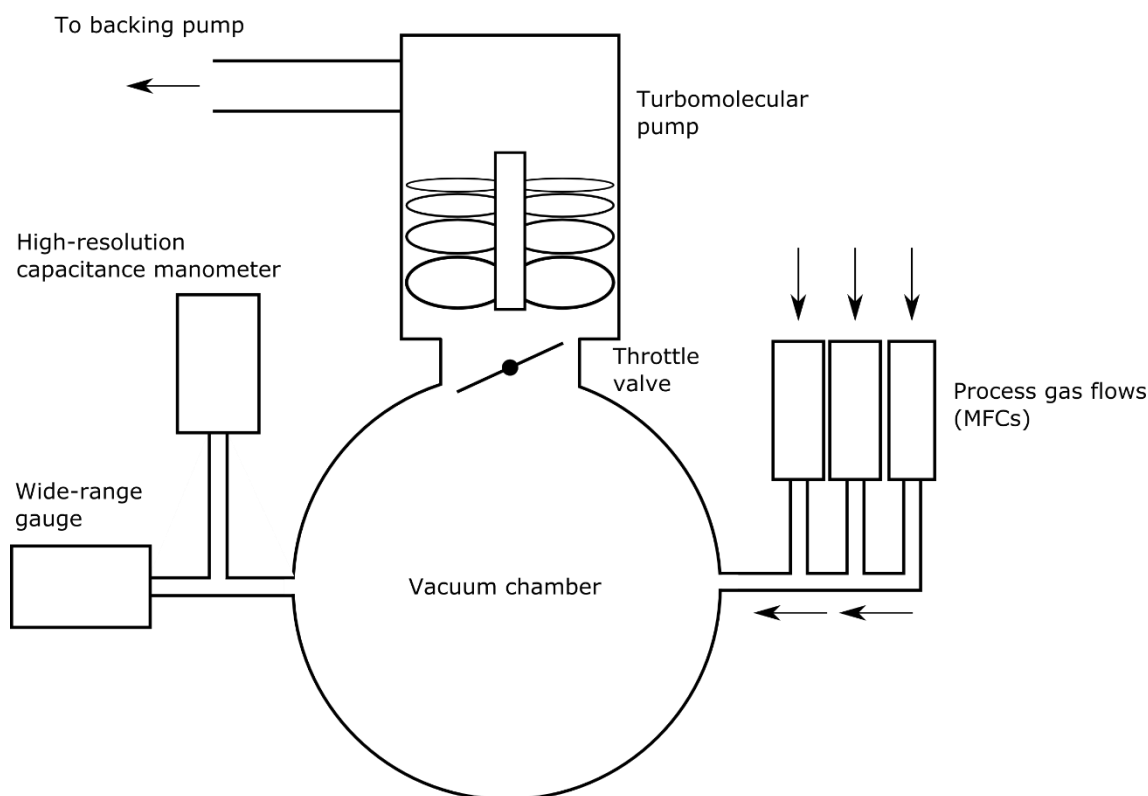 To backing pump
Turbomolecular
pump
High-resolution
capacitance manometer
Throttle
valve
Process gas flows
(MFCs)
Wide-range
gauge
Vacuum chamber